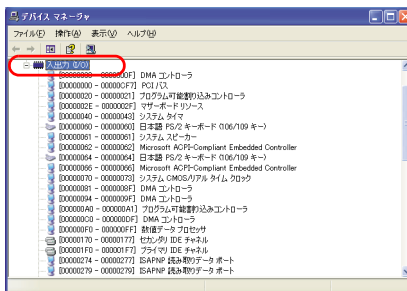 デバイス マネージャ
ファイル(F) 操作(A) 表示(V) ヘルプ(H)
入出力 (I/O)
[00000000 - 0000000F] DMA コントローラ
[00000000 - 00000CF7] PCI バス
[00000020 - 00000021] プログラム可能割り込みコントローラ
[0000002E - 0000002F] マザーボード リソース
[00000040 - 00000043] システム タイマ
[00000060 - 00000060] 日本語 PS/2 キーボード (106/109 キー)
[00000061 - 00000061] システム スピーカー
[00000062 - 00000062] Microsoft ACPI-Compliant Embedded Controller
[00000064 - 00000064] 日本語 PS/2 キーボード (106/109 キー)
[00000066 - 00000066] Microsoft ACPI-Compliant Embedded Controller
[00000070 - 00000073] システム CMOS/リアル タイム クロック
[00000081 - 0000008F] DMA コントローラ
[00000094 - 0000009F] DMA コントローラ
[000000A0 - 000000A1] プログラム可能割り込みコントローラ
[000000C0 - 000000DF] DMA コントローラ
[000000F0 - 000000FF] 数値データ プロセッサ
[00000170 - 00000177] セカンダリ IDE チャネル
[000001F0 - 000001F7] プライマリ IDE チャネル
[00000274 - 00000277] ISAPNP 読み取りデータ ポート
[00000279 - 00000279] ISAPNP 読み取りデータ ポート